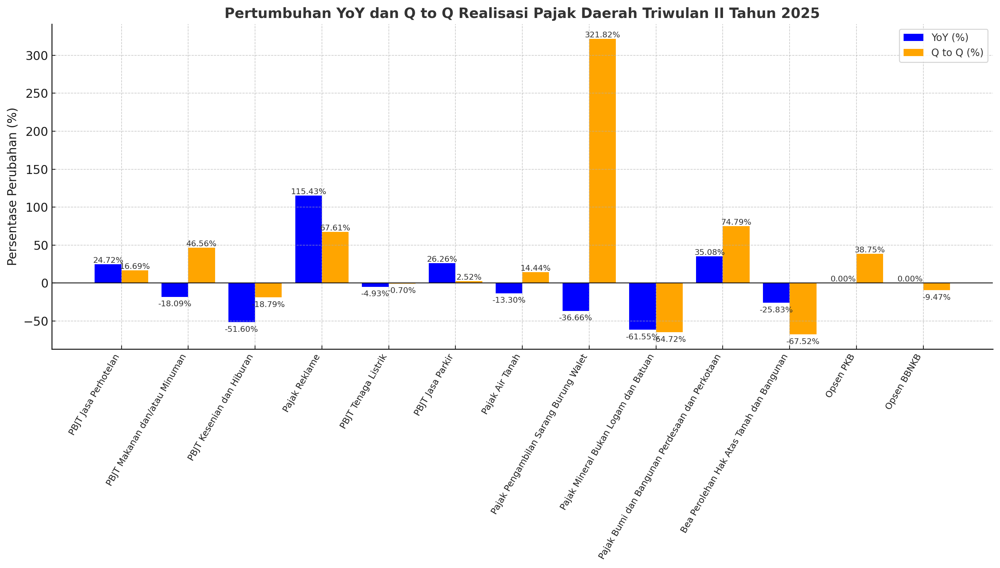 Pertumbuhan YoY dan Q to Q Realisasi Pajak Daerah Triwulan II Tahun 2025
YoY (%)
Q to Q (%)
Persentase Perubahan (%)
300
250
200
150
100
50
0
−50
24.72%
16.69%
-18.09%
46.56%
-51.60%
-18.79%
115.43%
67.61%
-4.93%
-0.70%
26.26%
2.52%
-13.30%
14.44%
-36.66%
321.82%
-61.55%
-64.72%
35.08%
74.79%
-25.83%
-67.52%
0.00%
38.75%
0.00%
-9.47%
PBJT Jasa Perhotelan
PBJT Makanan dan/atau Minuman
PBJT Kesenian dan Hiburan
Pajak Reklame
PBJT Tenaga Listrik
PBJT Jasa Parkir
Pajak Air Tanah
Pajak Pengambilan Sarang Burung Walet
Pajak Mineral Bukan Logam dan Batuan
Pajak Bumi dan Bangunan Perdesaan dan Perkotaan
Bea Perolehan Hak Atas Tanah dan Bangunan
Opsen PKB
Opsen BBNKB